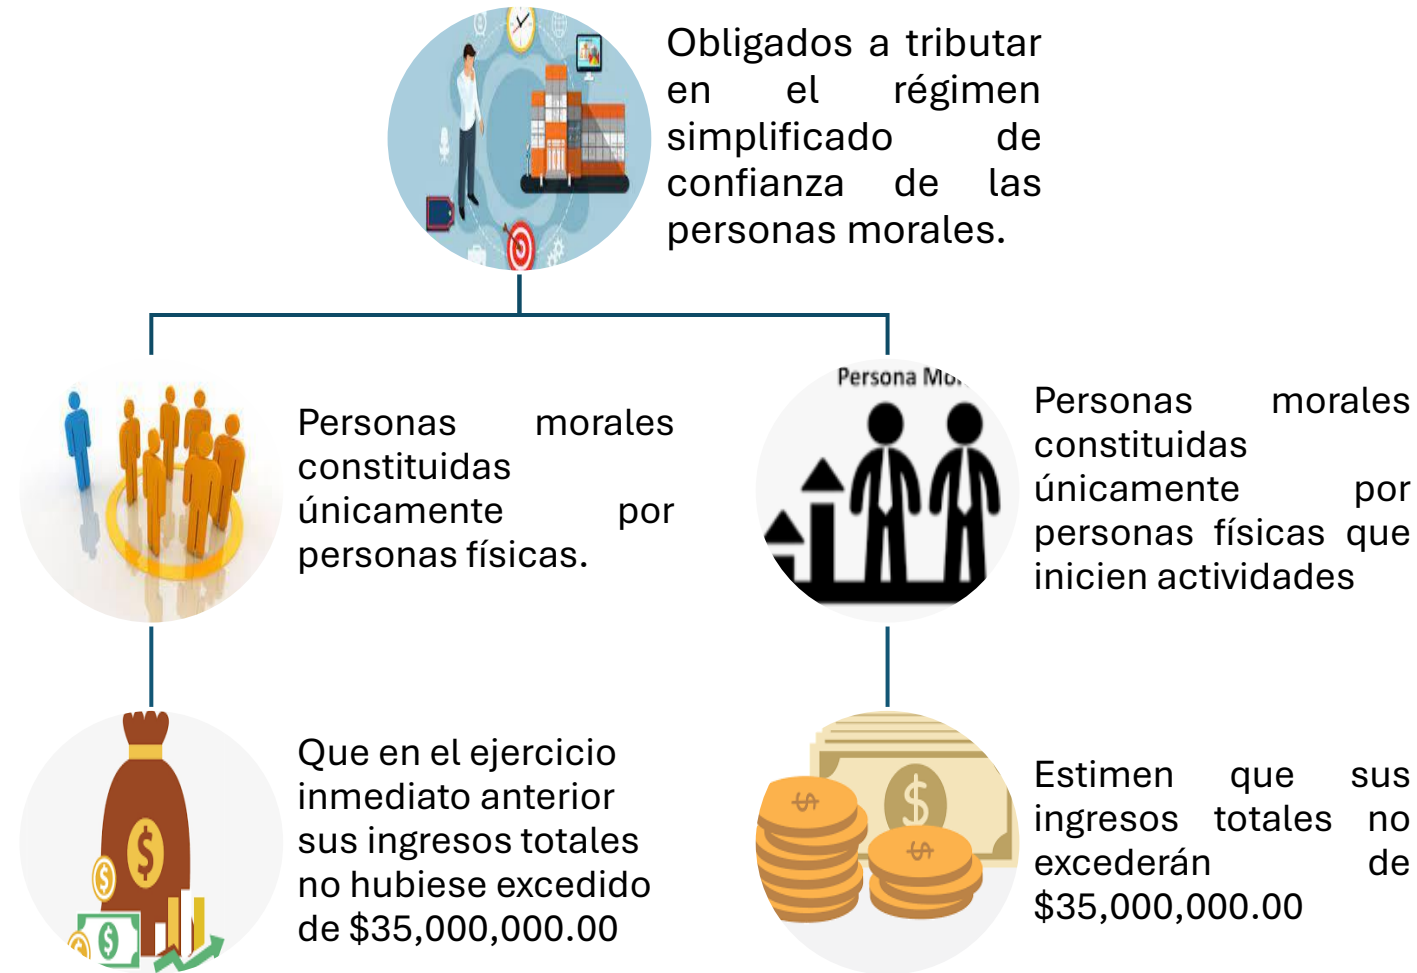 Obligados a tributar
en el régimen
simplificado de
confianza de las
personas morales.
Personas morales
constituidas
únicamente por
personas físicas.
Persona
Personas morales
constituidas
únicamente por
personas físicas que
inicien actividades
Que en el ejercicio
inmediato anterior
sus ingresos totales
no hubiese excedido
de $35,000,000.00
Estimen que sus
ingresos totales no
excederán de
$35,000,000.00